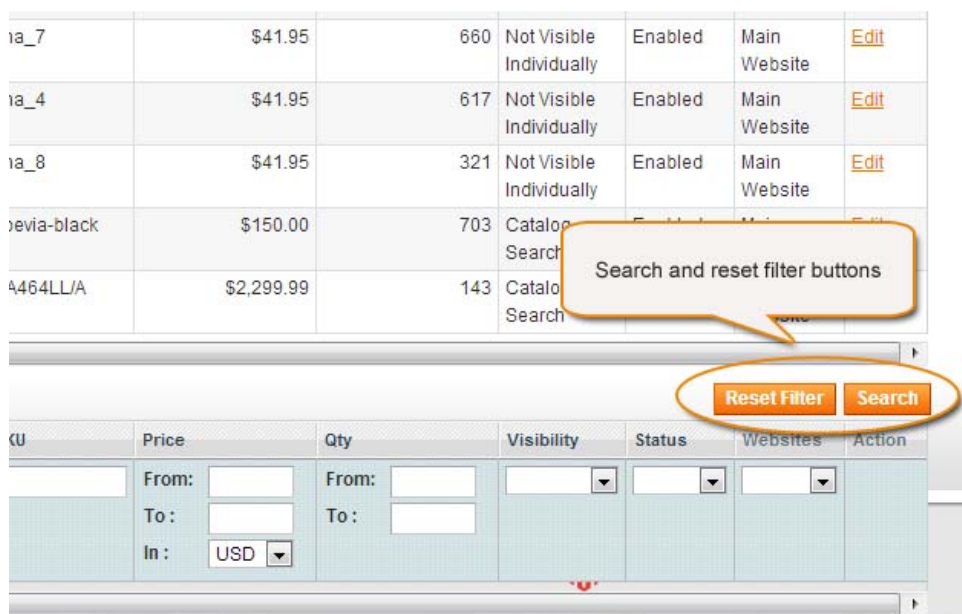 na_7 $41.95 660 Not Visible Individually Enabled Main Website Edit
na_4 $41.95 617 Not Visible Individually Enabled Main Website Edit
na_8 $41.95 321 Not Visible Individually Enabled Main Website Edit
evia-black $150.00 703 Catalog, Search
A464LL/A $2,299.99 143 Catalo Search
Search and reset filter buttons
Reset Filter Search
KU Price Qty Visibility Status Websites Action
From: From:
To : To :
In : USD